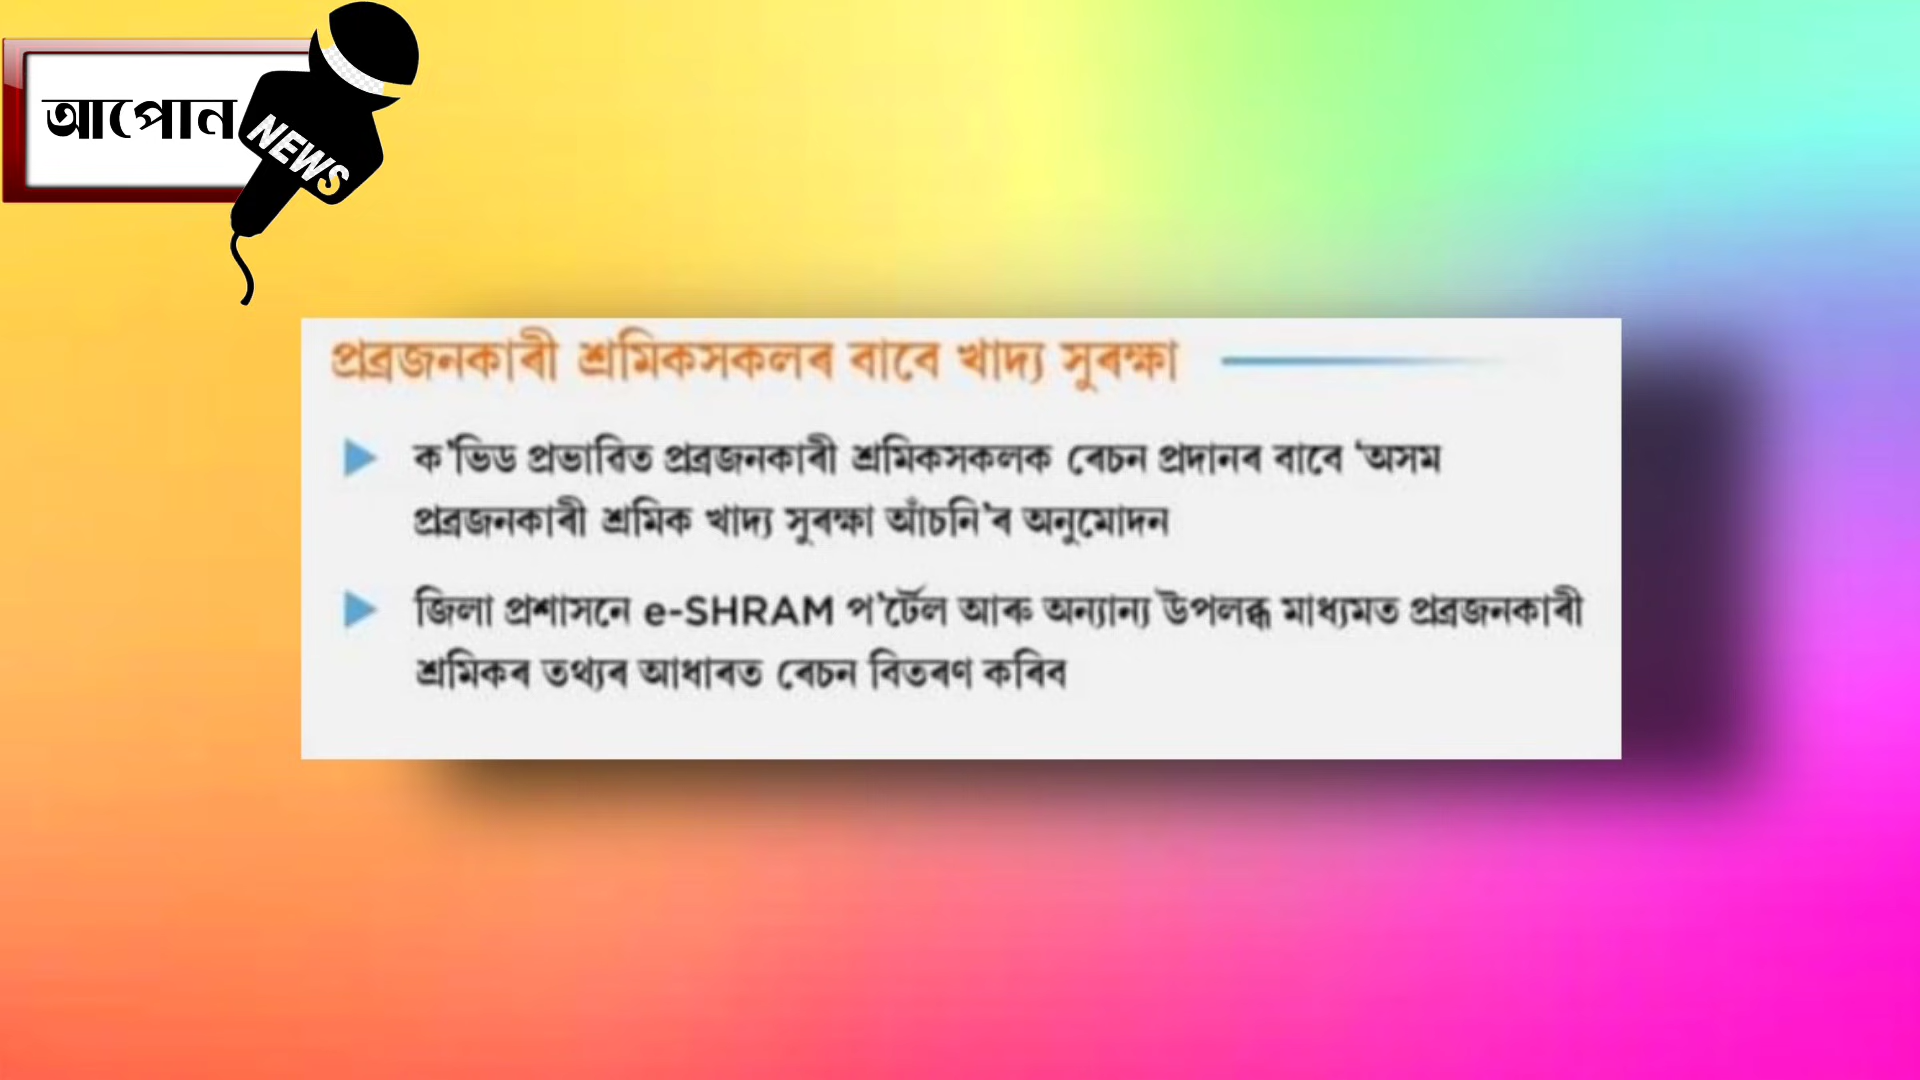 আপোন
NEWS
প্ৰব্ৰজনকাৰী শ্ৰমিকসকলৰ বাবে খাদ্য সুৰক্ষা
ক'ভিড প্ৰভাৱিত প্ৰব্ৰজনকাৰী শ্ৰমিকসকলক ৰেচন প্ৰদানৰ বাবে ‘অসম
প্ৰব্ৰজনকাৰী শ্ৰমিক খাদ্য সুৰক্ষা আঁচনি’ৰ অনুমোদন
জিলা প্ৰশাসনে e-SHRAM প'ৰ্টেল আৰু অন্যান্য উপলব্ধ মাধ্যমত প্ৰব্ৰজনকাৰী
শ্ৰমিকৰ তথ্যৰ আধাৰত ৰেচন বিতৰণ কৰিব